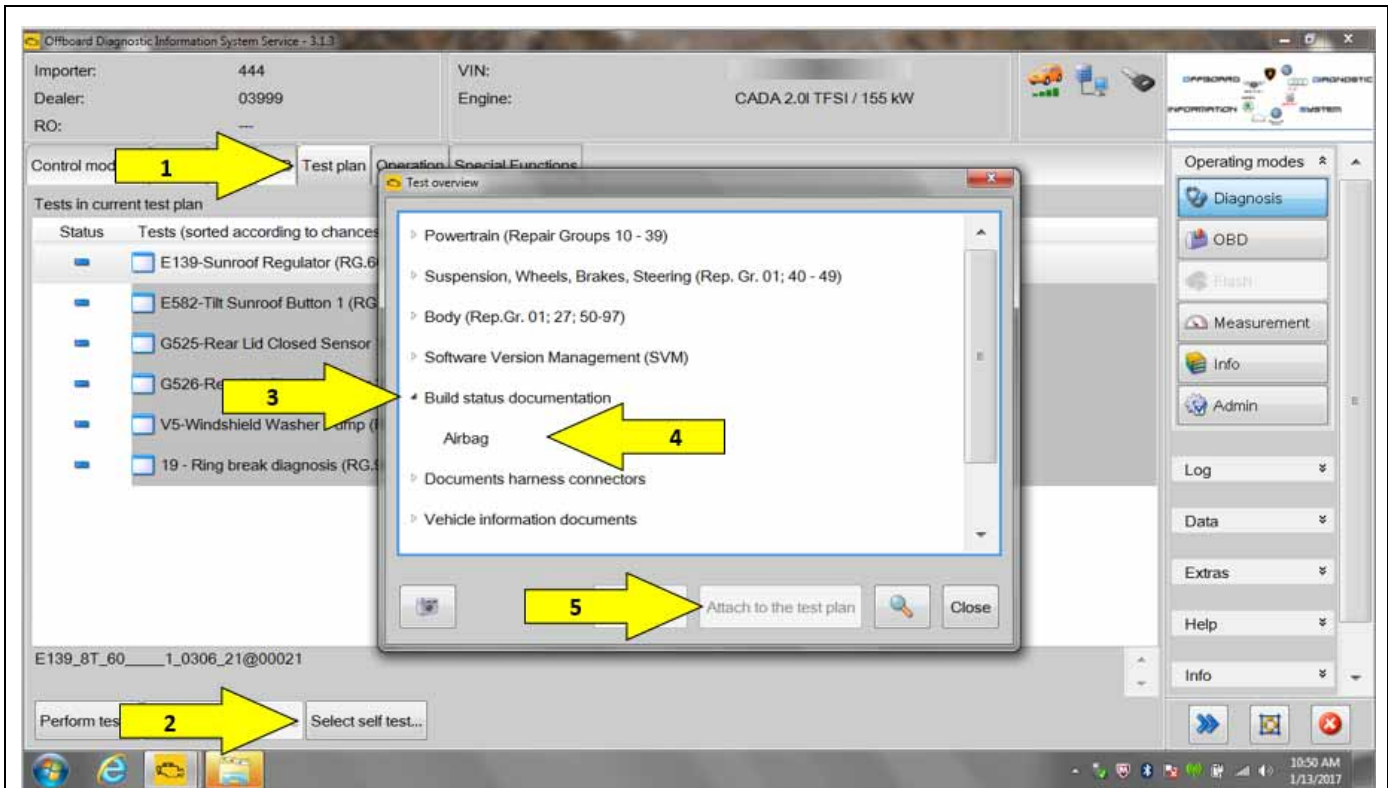 Offboard Diagnostic Information System Service - 3.1.3
Importer: 444
Dealer: 03999
RO: ---
VIN:
Engine: CADA 2.0l TFSI / 155 kW
OFFBOARD DIAGNOSTIC
INFORMATION SYSTEM
Control mod
1
Test plan
Operation
Special Functions
Tests in current test plan
Status
Tests (sorted according to chances
E139-Sunroof Regulator (RG.6
E582-Tilt Sunroof Button 1 (RG
G525-Rear Lid Closed Sensor
G526-Re
V5-Windshield Washer Pump (
19 - Ring break diagnosis (RG.
Test overview
Powertrain (Repair Groups 10 - 39)
Suspension, Wheels, Brakes, Steering (Rep. Gr. 01; 40 - 49)
Body (Rep.Gr. 01; 27; 50-97)
Software Version Management (SVM)
3
Build status documentation
Airbag
4
Documents harness connectors
Vehicle information documents
5
Attach to the test plan
Close
E139_8T_60____1_0306_21@00021
Perform tes
2
Select self test...
Operating modes
Diagnosis
OBD
Flash
Measurement
Info
Admin
Log
Data
Extras
Help
Info
10:50 AM
1/13/2017